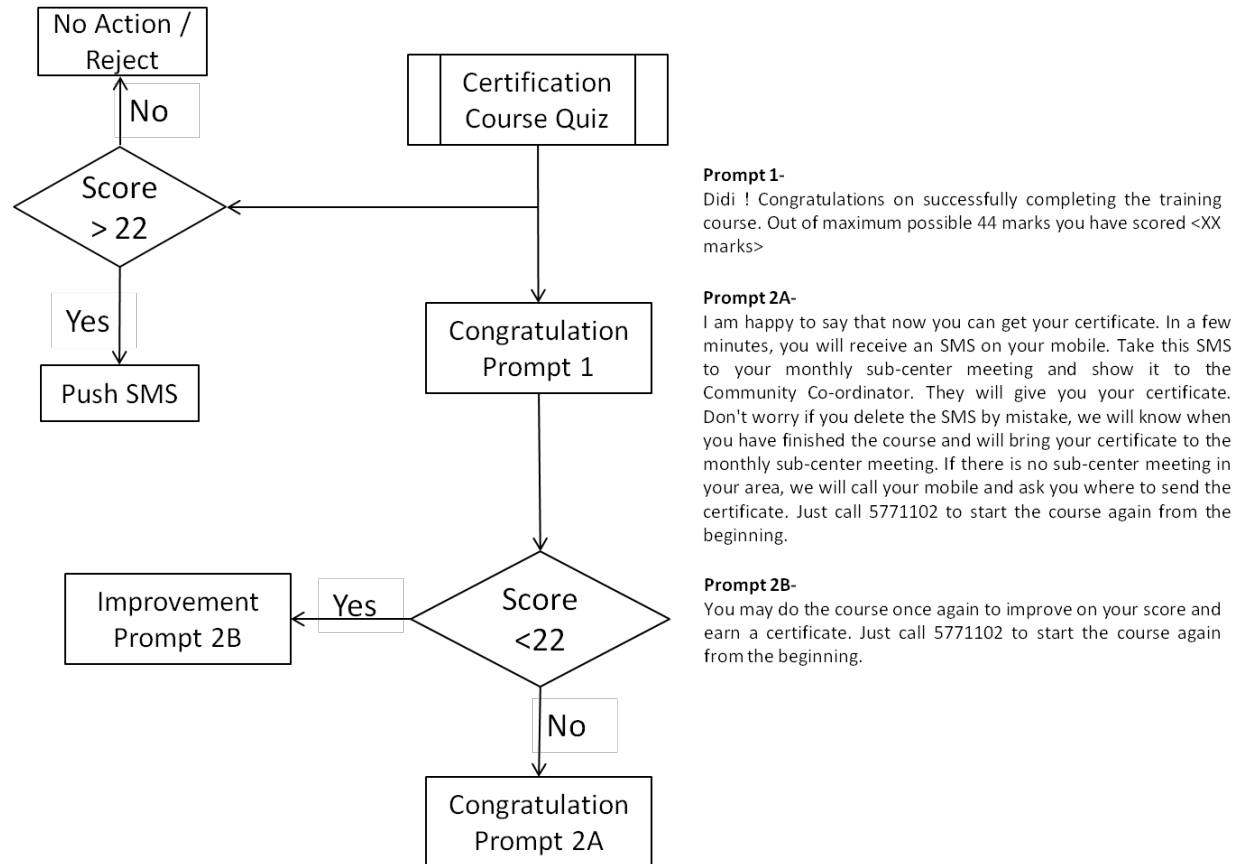 No Action /
Reject
No
Score
> 22
Yes
Push SMS
Certification
Course Quiz
Congratulation
Prompt 1
Score
<22
Yes
Improvement
Prompt 2B
No
Congratulation
Prompt 2A
Prompt 1-
Didi ! Congratulations on successfully completing the training
course. Out of maximum possible 44 marks you have scored <XX
marks>
Prompt 2A-
I am happy to say that now you can get your certificate. In a few
minutes, you will receive an SMS on your mobile. Take this SMS
to your monthly sub-center meeting and show it to the
Community Co-ordinator. They will give you your certificate.
Don't worry if you delete the SMS by mistake, we will know when
you have finished the course and will bring your certificate to the
monthly sub-center meeting. If there is no sub-center meeting in
your area, we will call your mobile and ask you where to send the
certificate. Just call 5771102 to start the course again from the
beginning.
Prompt 2B-
You may do the course once again to improve on your score and
earn a certificate. Just call 5771102 to start the course again
from the beginning.